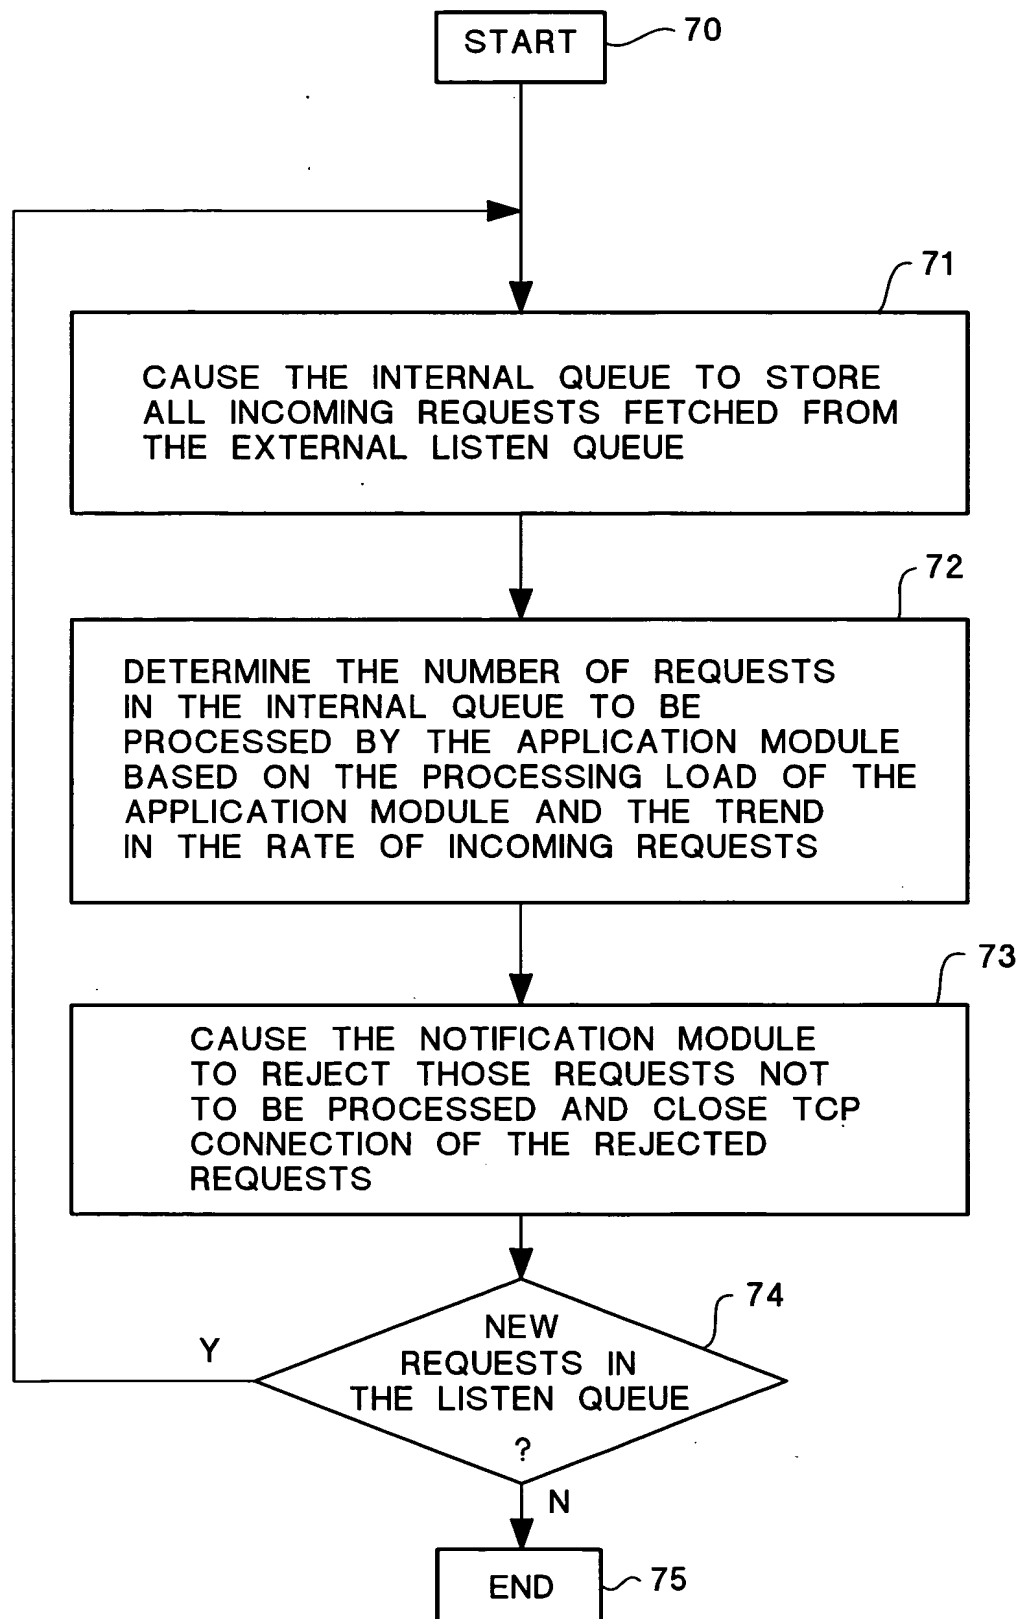 START
70
71
CAUSE THE INTERNAL QUEUE TO STORE
ALL INCOMING REQUESTS FETCHED FROM
THE EXTERNAL LISTEN QUEUE
72
DETERMINE THE NUMBER OF REQUESTS
IN THE INTERNAL QUEUE TO BE
PROCESSED BY THE APPLICATION MODULE
BASED ON THE PROCESSING LOAD OF THE
APPLICATION MODULE AND THE TREND
IN THE RATE OF INCOMING REQUESTS
73
CAUSE THE NOTIFICATION MODULE
TO REJECT THOSE REQUESTS NOT
TO BE PROCESSED AND CLOSE TCP
CONNECTION OF THE REJECTED
REQUESTS
74
NEW
REQUESTS IN
THE LISTEN QUEUE
?
Y
N
END
75